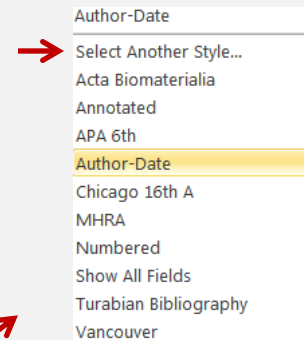 Author-Date
Select Another Style...
Acta Biomaterialia
Annotated
APA 6th
Author-Date
Chicago 16th A
MHRA
Numbered
Show All Fields
Turabian Bibliography
Vancouver